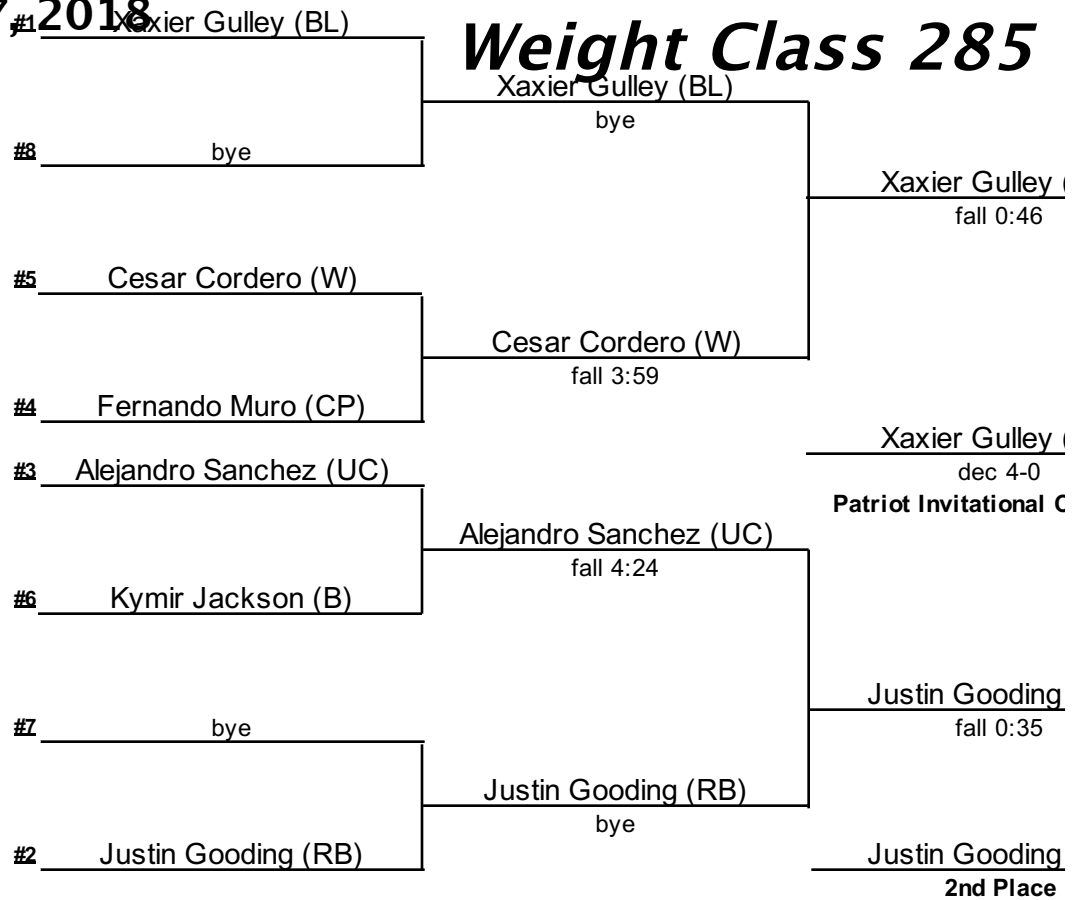 7, 2018
Weight Class 285
#1 Xaxier Gulley (BL)
Xaxier Gulley (BL)
bye
#8 bye
Xaxier Gulley (
fall 0:46
#5 Cesar Cordero (W)
Cesar Cordero (W)
fall 3:59
#4 Fernando Muro (CP)
Xaxier Gulley (
dec 4-0
Patriot Invitational
#3 Alejandro Sanchez (UC)
Alejandro Sanchez (UC)
fall 4:24
#6 Kymir Jackson (B)
Justin Gooding
fall 0:35
#7 bye
Justin Gooding (RB)
bye
#2 Justin Gooding (RB)
Justin Gooding
2nd Place